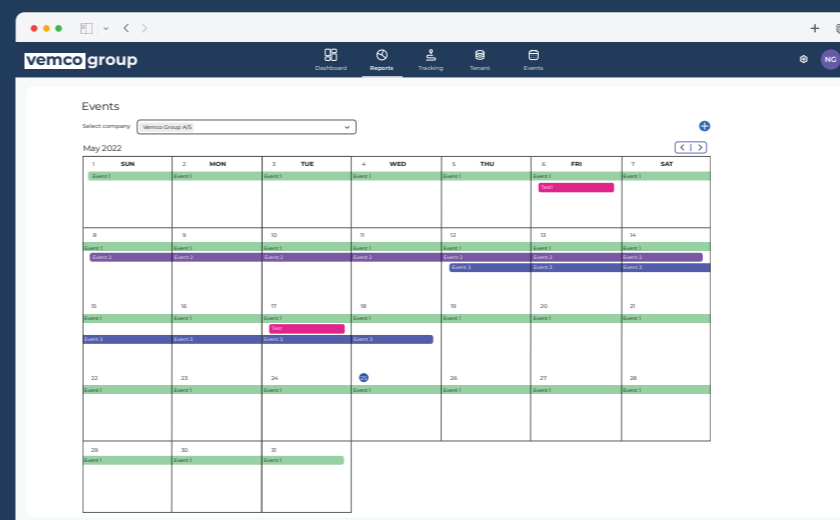 vemco group
Dashboard Reports Tracking Tenant Events
NG
Events
Select company Vemco Group A/S
May 2022
1 SUN 2 MON 3 TUE 4 WED 5 THU 6 FRI 7 SAT
Event 1 Event 1 Event 1 Event 1 Event 1 Event 1 Event 1
Test1
8 9 10 11 12 13 14
Event 1 Event 1 Event 1 Event 1 Event 1 Event 1 Event 1
Event 2 Event 2 Event 2 Event 2 Event 2 Event 2 Event 2
Event 3 Event 3 Event 3
15 16 17 18 19 20 21
Event 1 Event 1 Event 1 Event 1 Event 1 Event 1 Event 1
Test
Event 3 Event 3 Event 3 Event 3
22 23 24 25 26 27 28
Event 1 Event 1 Event 1 Event 1 Event 1 Event 1 Event 1
29 30 31
Event 1 Event 1 Event 1